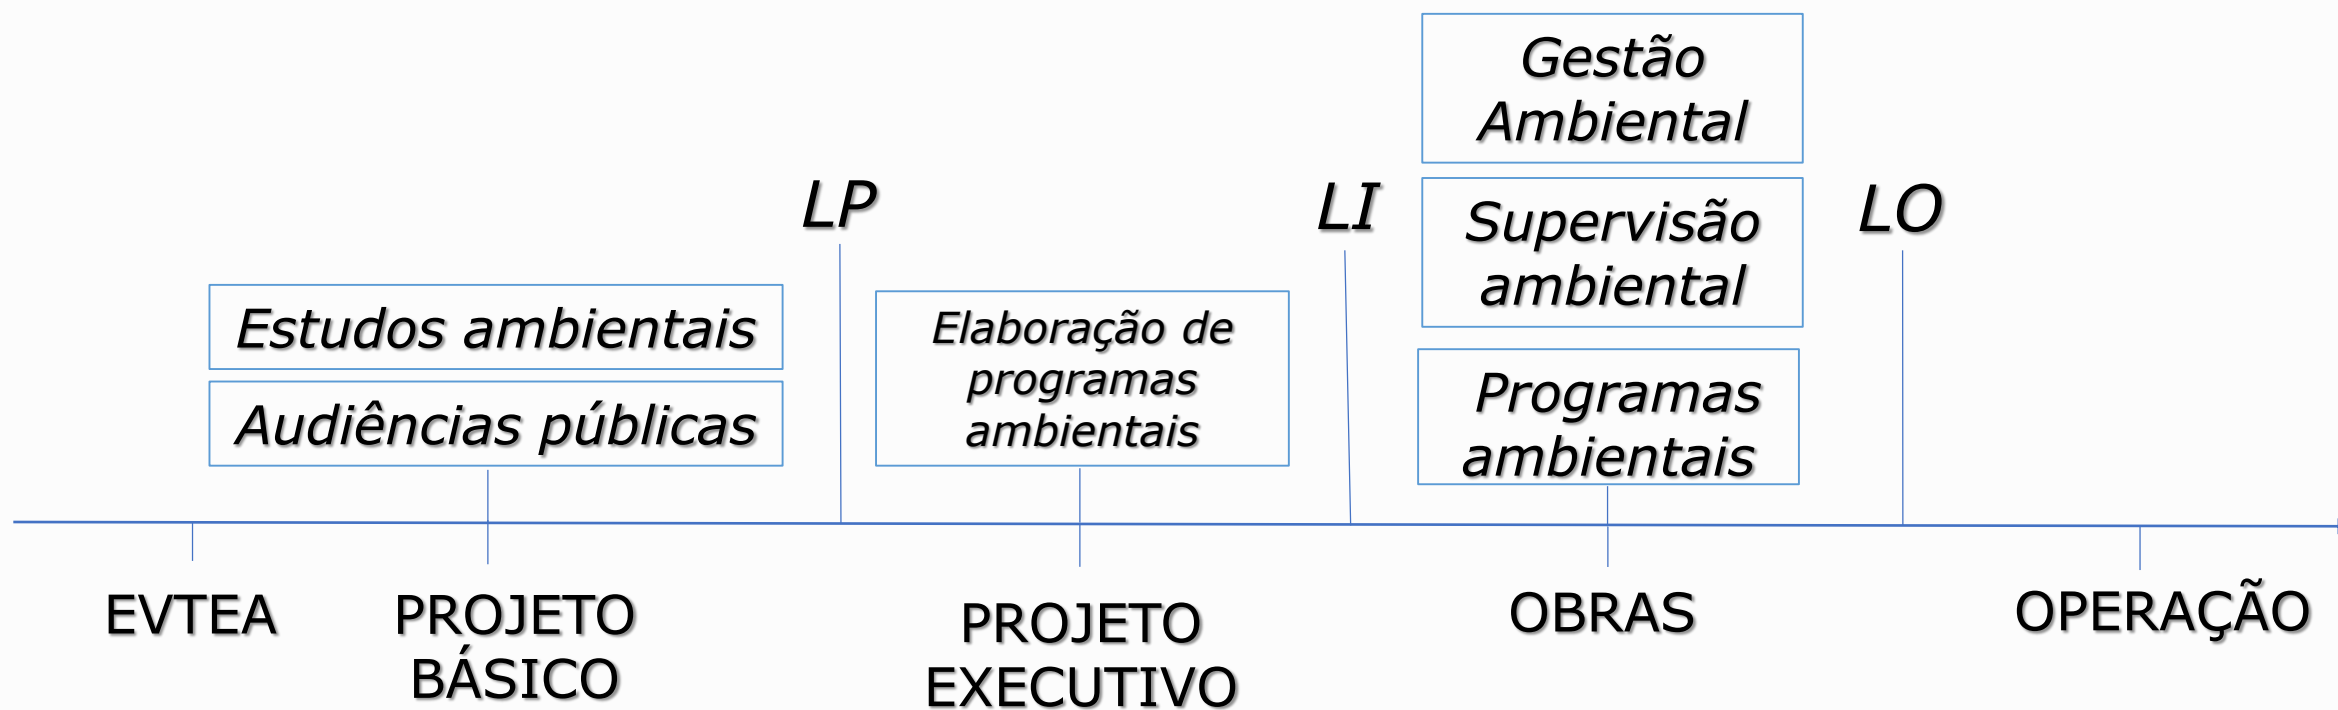 Gestão
Ambiental
LP
LI
Supervisão
ambiental
LO
Estudos ambientais
Audiências públicas
Elaboração de
programas
ambientais
Programas
ambientais
EVTEA
PROJETO
BÁSICO
PROJETO
EXECUTIVO
OBRAS
OPERAÇÃO